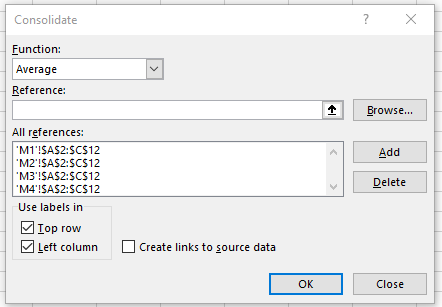 Consolidate ?
Function:
Average
Reference:
Browse...
All references:
'M1'!$A$2:$C$12
'M2'!$A$2:$C$12
'M3'!$A$2:$C$12
'M4'!$A$2:$C$12
Add
Delete
Use labels in
Top row
Left column
Create links to source data
OK
Close